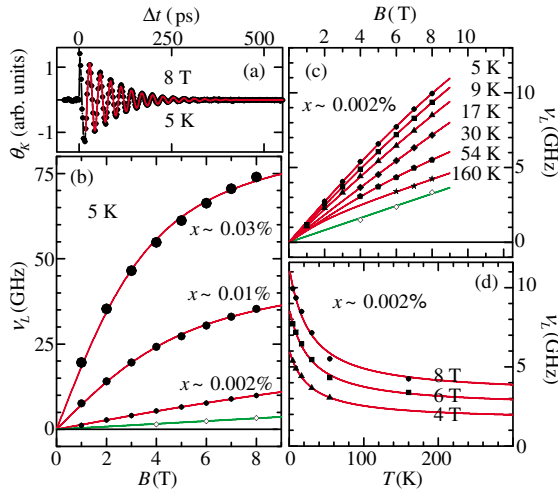 Δt (ps)
0 250 500
θK (arb. units)
1
0
-1
8 T
5 K
(a)
B(T)
2 4 6 8 10
(c)
x ~ 0.002%
5 K
9 K
17 K
30 K
54 K
160 K
10
5
0
νL (GHz)
(b)
5 K
75
50
25
0
νL (GHz)
x ~ 0.03%
x ~ 0.01%
x ~ 0.002%
0 2 4 6 8
B(T)
(d)
x ~ 0.002%
8 T
6 T
4 T
10
5
0
νL (GHz)
0 100 200
T(K)